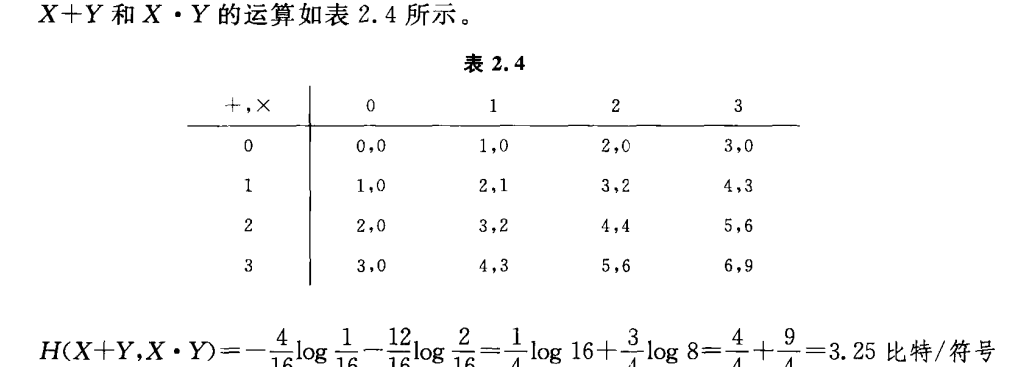 X+Y 和 X·Y 的运算如表 2.4 所示。
表 2.4
+,× 0 1 2 3
0 0,0 1,0 2,0 3,0
1 1,0 2,1 3,2 4,3
2 2,0 3,2 4,4 5,6
3 3,0 4,3 5,6 6,9
H(X+Y,X·Y)=-4/16 log 1/16 - 12/16 log 2/16 = 1/4 log 16 + 3/4 log 8 = 4/4 + 9/4 = 3.25 比特/符号